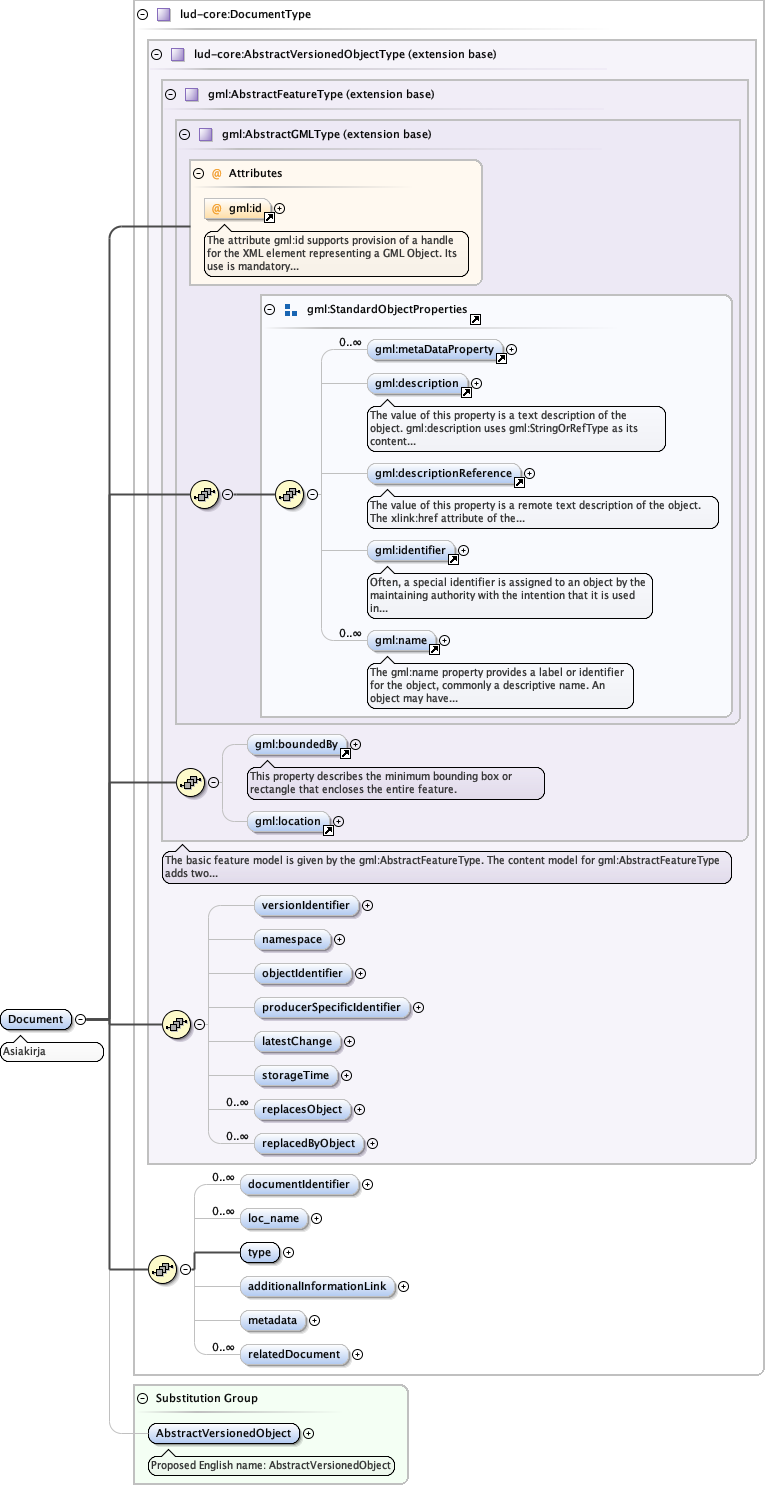 lud-core:DocumentType
lud-core:AbstractVersionedObjectType (extension base)
gml:AbstractFeatureType (extension base)
gml:AbstractGMLType (extension base)
@ Attributes
@ gml:id
The attribute gml:id supports provision of a handle
for the XML element representing a GML Object. Its
use is mandatory...
gml:StandardObjectProperties
0..∞ gml:metaDataProperty
gml:description
The value of this property is a text description of the
object. gml:description uses gml:StringOrRefType as its
content...
gml:descriptionReference
The value of this property is a remote text description of the object.
The xlink:href attribute of the...
gml:identifier
Often, a special identifier is assigned to an object by the
maintaining authority with the intention that it is used
in...
0..∞ gml:name
The gml:name property provides a label or identifier
for the object, commonly a descriptive name. An
object may have...
gml:boundedBy
This property describes the minimum bounding box or
rectangle that encloses the entire feature.
gml:location
The basic feature model is given by the gml:AbstractFeatureType. The content model for gml:AbstractFeatureType
adds two...
versionIdentifier
namespace
objectIdentifier
producerSpecificIdentifier
Document
latestChange
Asiakirja
storageTime
0..∞ replacesObject
0..∞ replacedByObject
0..∞ documentIdentifier
0..∞ loc_name
type
additionalInformationLink
metadata
0..∞ relatedDocument
Substitution Group
AbstractVersionedObject
Proposed English name: AbstractVersionedObject